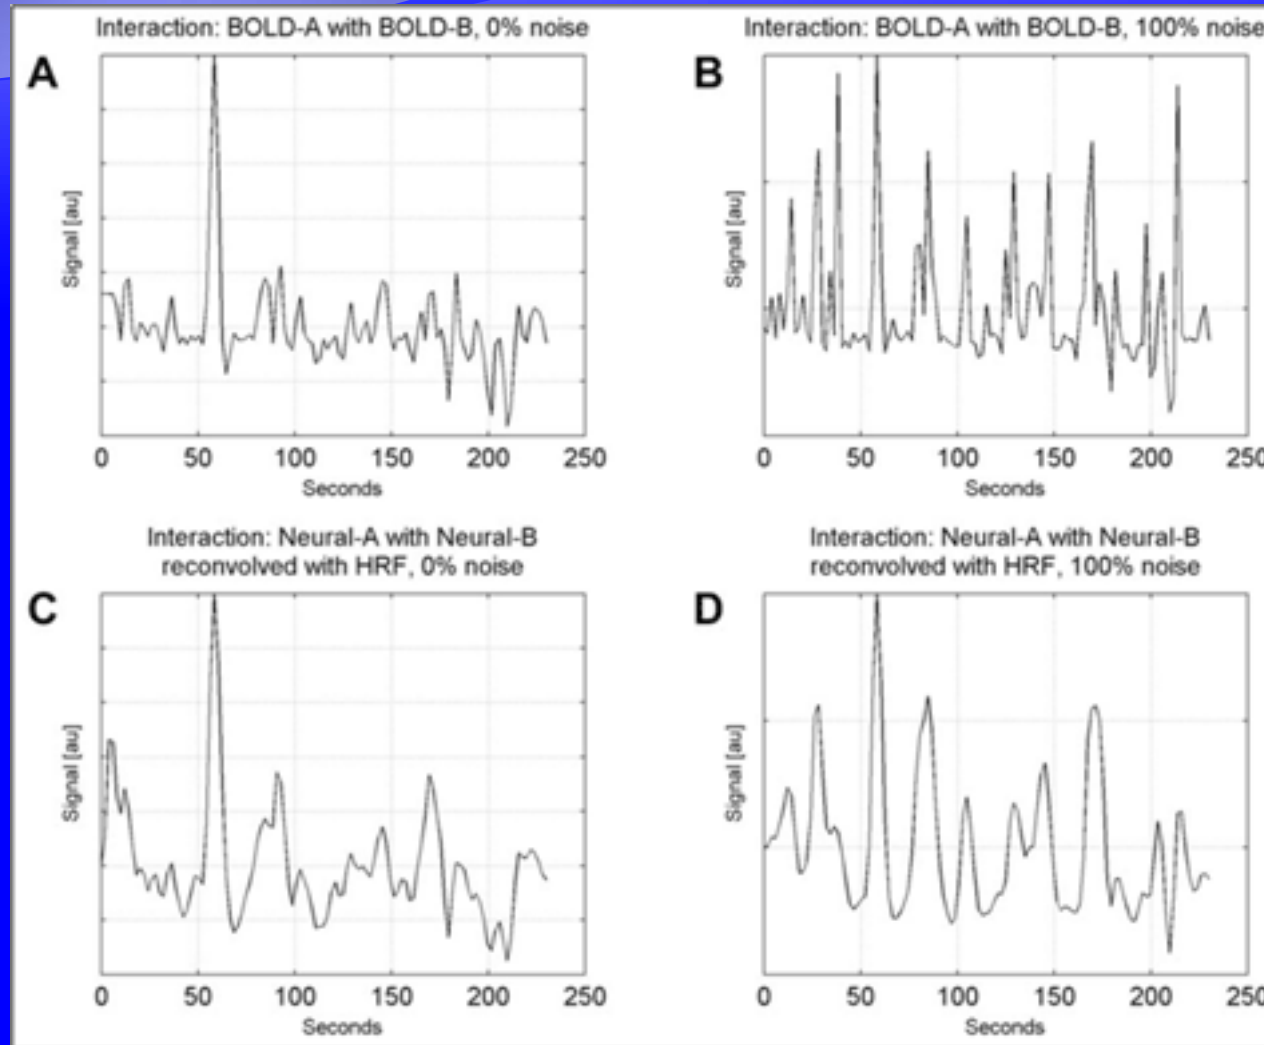 Interaction: BOLD-A with BOLD-B, 0% noise
A
Signal [au]
0 50 100 150 200 250
Seconds
Interaction: BOLD-A with BOLD-B, 100% noise
B
Signal [au]
0 50 100 150 200 250
Seconds
Interaction: Neural-A with Neural-B
reconvolved with HRF, 0% noise
C
Signal [au]
0 50 100 150 200 250
Seconds
Interaction: Neural-A with Neural-B
reconvolved with HRF, 100% noise
D
Signal [au]
0 50 100 150 200 250
Seconds